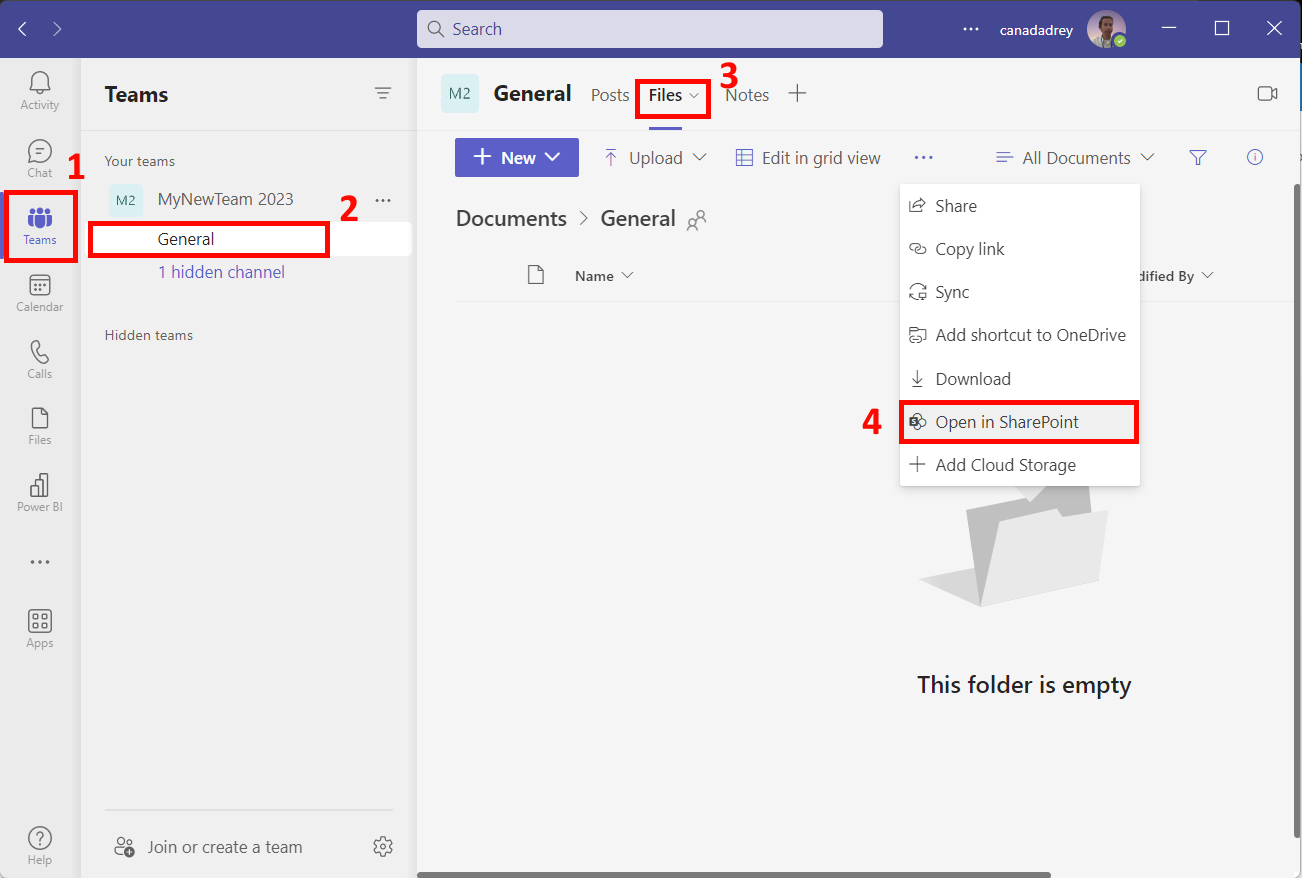 Search
canadadrey
Activity
Chat
1
Teams
Calendar
Calls
Files
Power BI
Apps
Help
Teams
Your teams
M2 MyNewTeam 2023
2
General
1 hidden channel
Hidden teams
Join or create a team
M2 General Posts Files Notes
3
New Upload Edit in grid view All Documents
Documents > General
Name
dified By
Share
Copy link
Sync
Add shortcut to OneDrive
Download
4
Open in SharePoint
Add Cloud Storage
This folder is empty